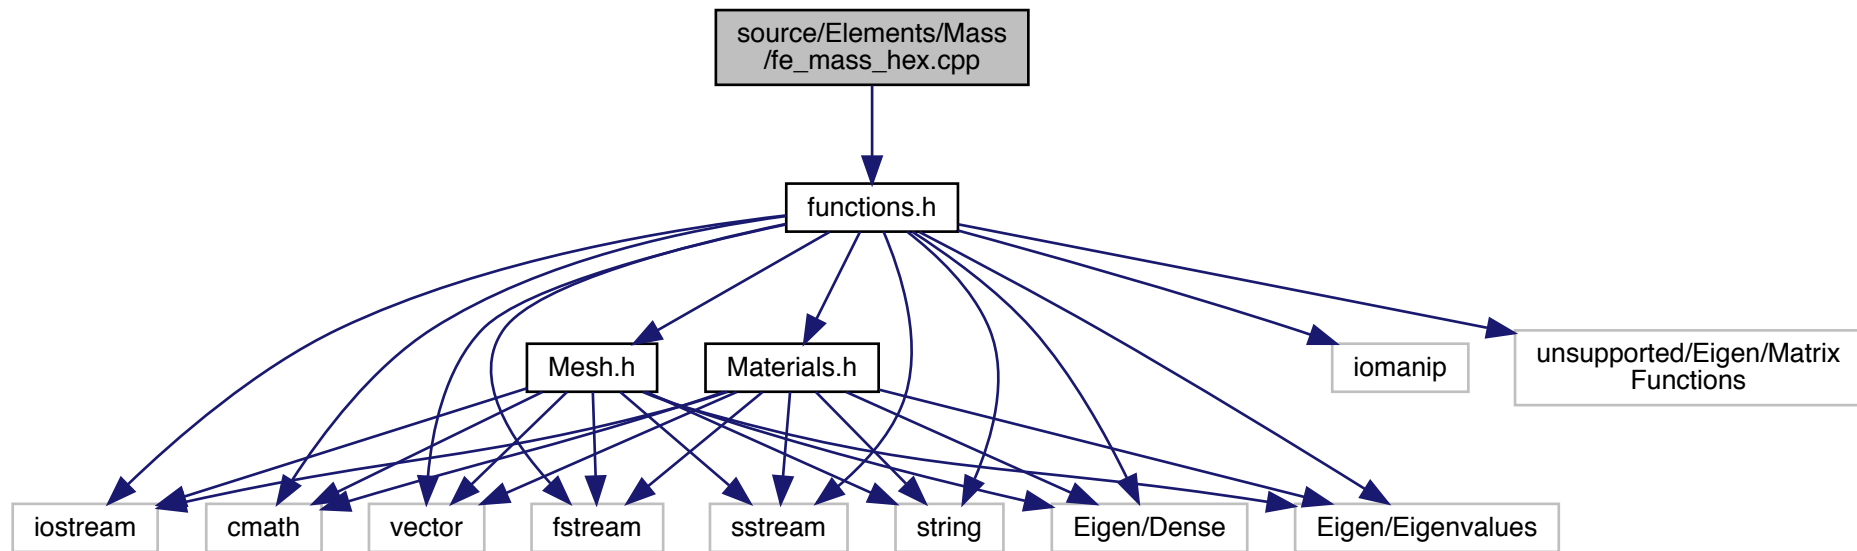 source/Elements/Mass
/fe_mass_hex.cpp
functions.h
Mesh.h
Materials.h
iomanip
unsupported/Eigen/Matrix
Functions
iostream
cmath
vector
fstream
sstream
string
Eigen/Dense
Eigen/Eigenvalues